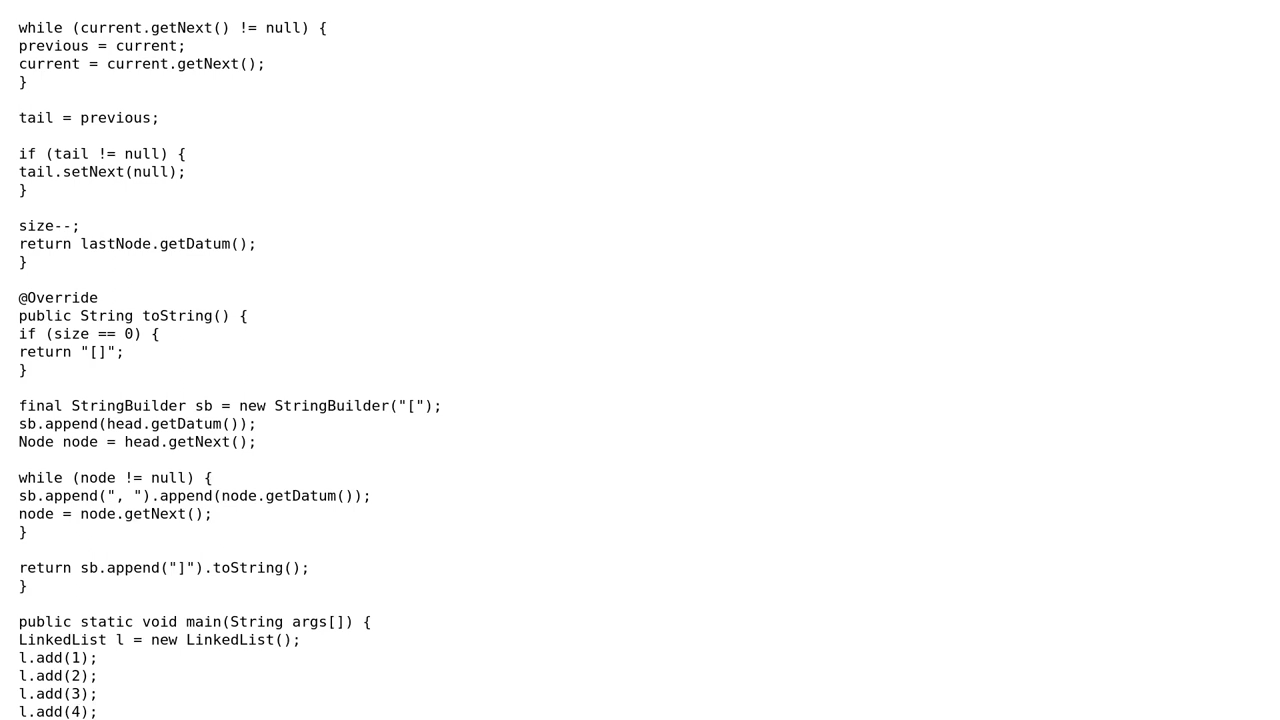 while (current.getNext() != null) {
previous = current;
current = current.getNext();
}

tail = previous;

if (tail != null) {
tail.setNext(null);
}

size--;
return lastNode.getDatum();
}

@Override
public String toString() {
if (size == 0) {
return "[]";
}

final StringBuilder sb = new StringBuilder("[");
sb.append(head.getDatum());
Node node = head.getNext();

while (node != null) {
sb.append(", ").append(node.getDatum());
node = node.getNext();
}

return sb.append("]").toString();
}

public static void main(String args[]) {
LinkedList l = new LinkedList();
l.add(1);
l.add(2);
l.add(3);
l.add(4);